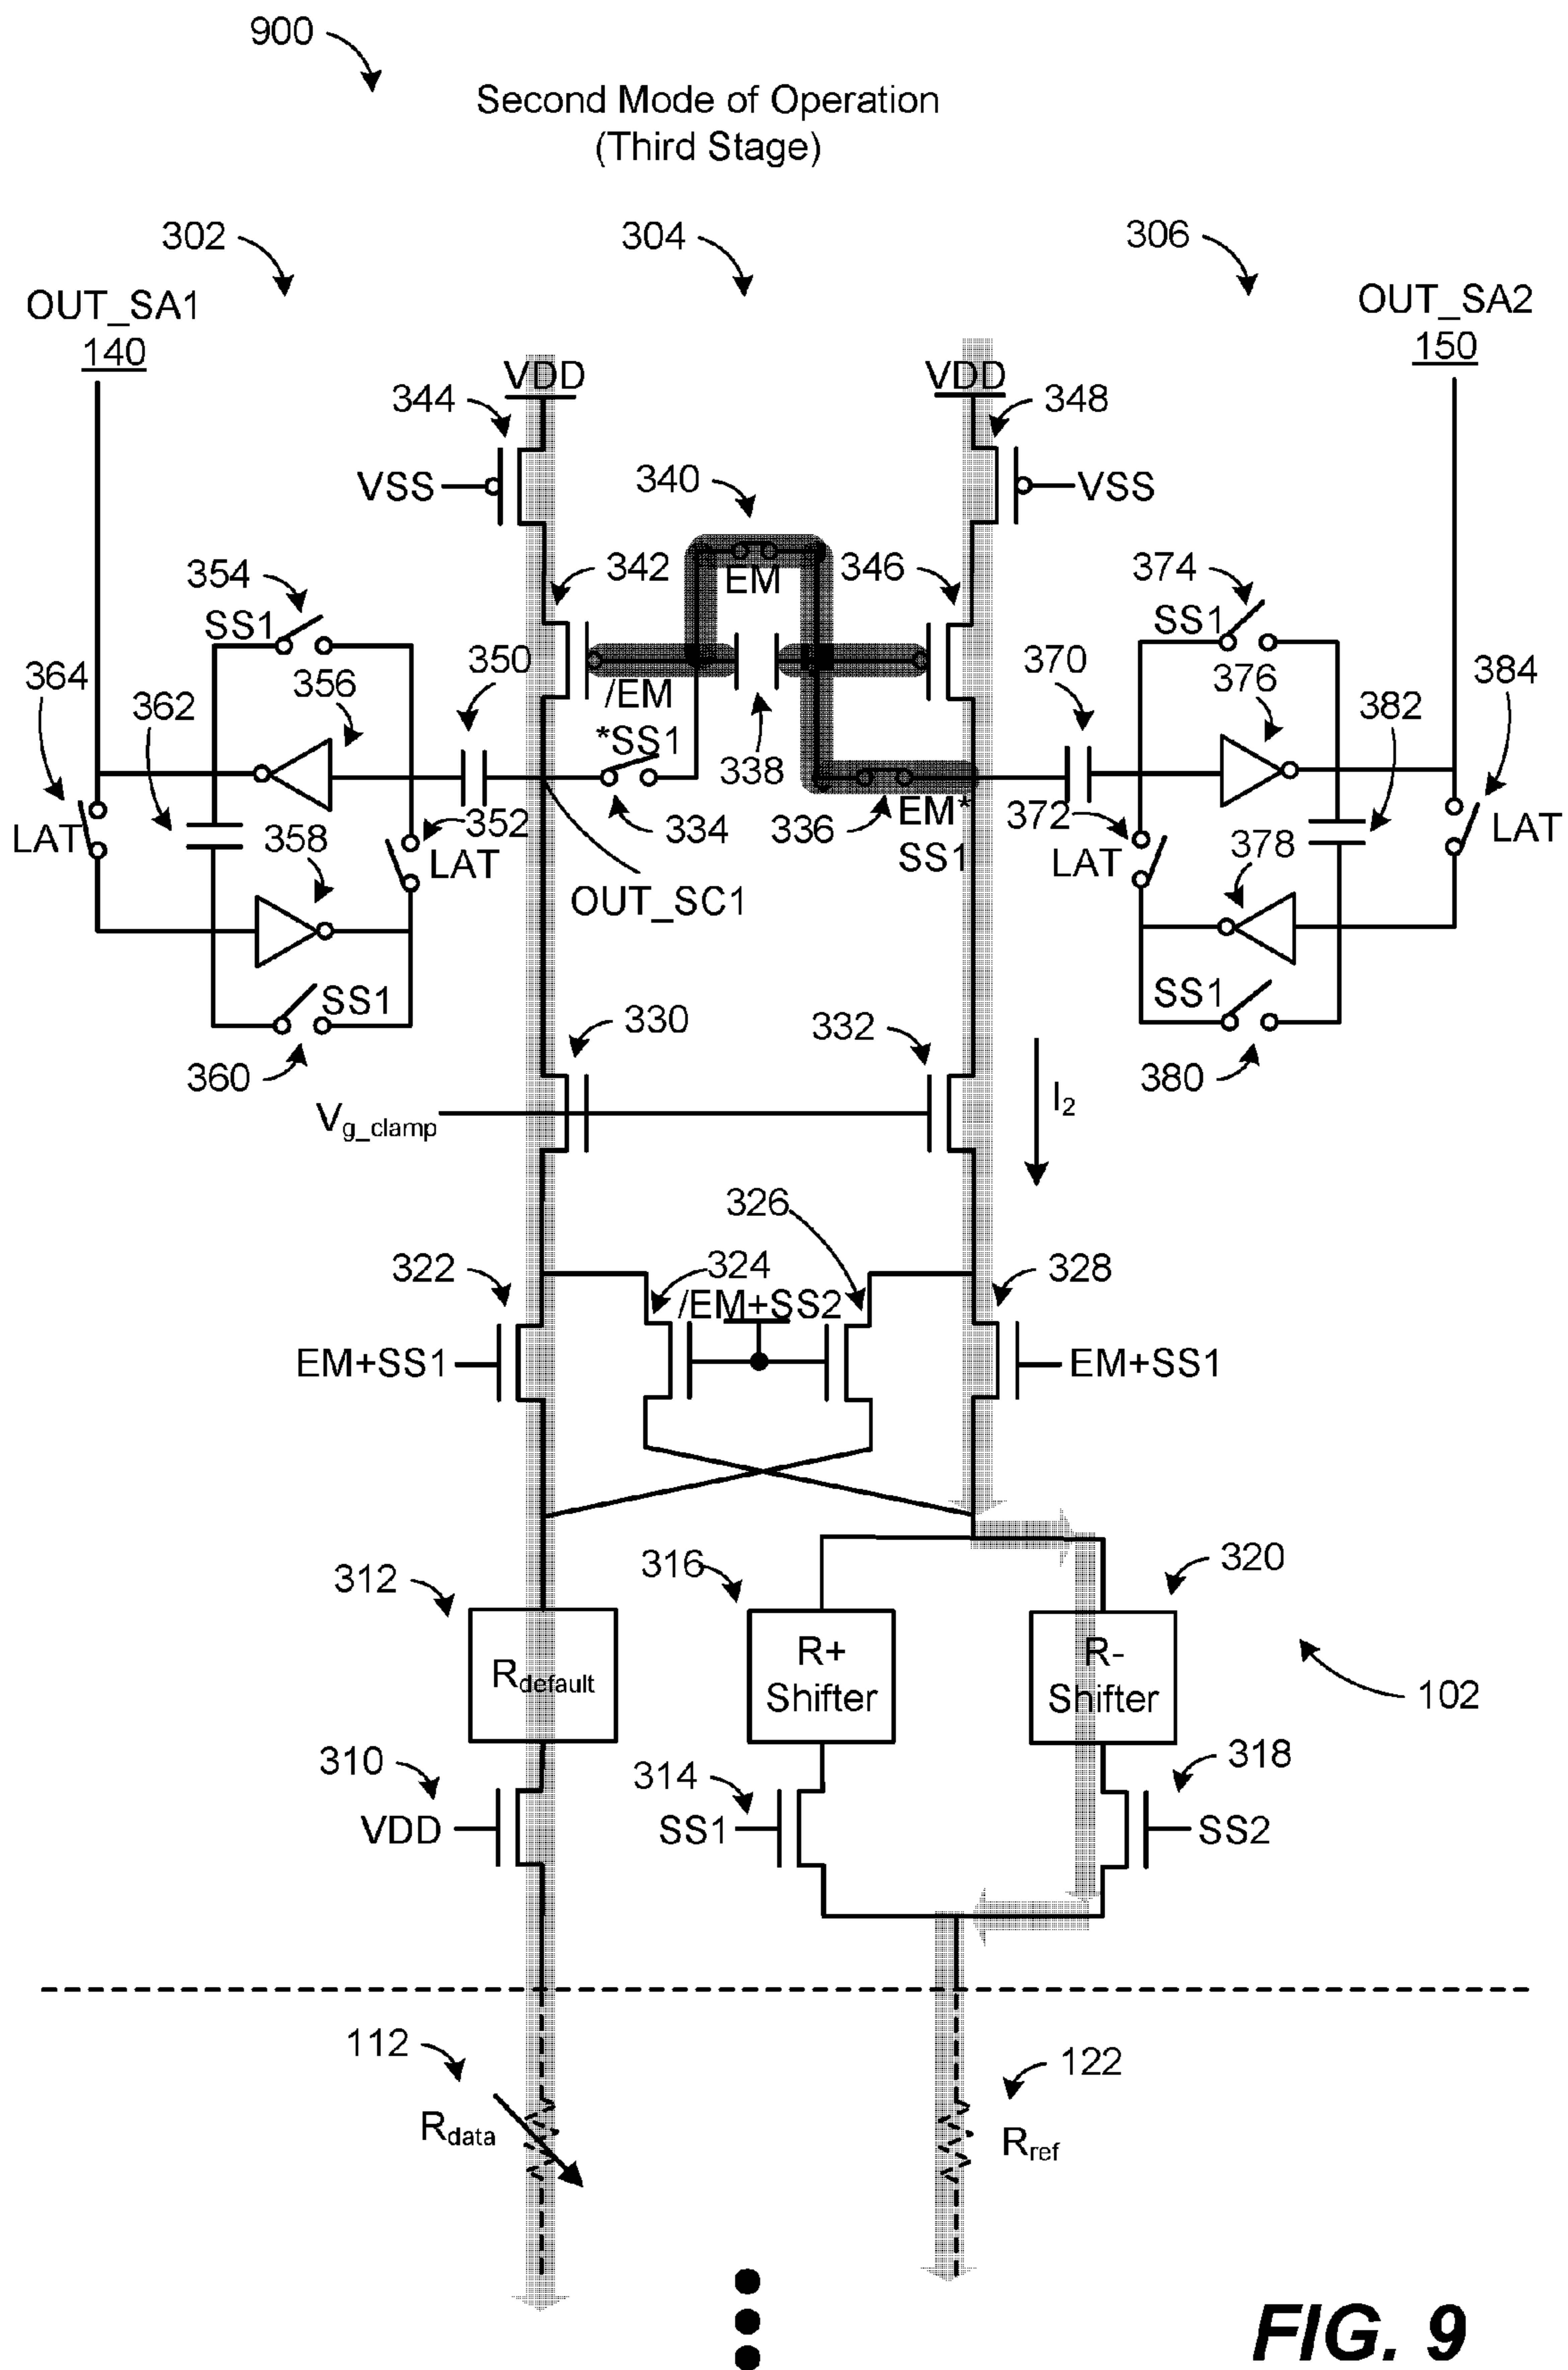 900
Second Mode of Operation
(Third Stage)
302
304
306
OUT_SA1
140
OUT_SA2
150
VDD
VDD
344
348
VSS
VSS
340
EM
342
346
354
SS1
374
SS1
364
362
356
350
/EM
*SS1
338
370
376
382
384
LAT
358
352
LAT
334
336
EM*
SS1
372
LAT
378
LAT
OUT_SC1
SS1
360
330
332
SS1
380
Vg_clamp
I2
326
322
324
328
/EM+SS2
EM+SS1
EM+SS1
312
316
320
Rdefault
R+
Shifter
R-
Shifter
102
310
314
318
VDD
SS1
SS2
112
122
Rdata
Rref
FIG. 9